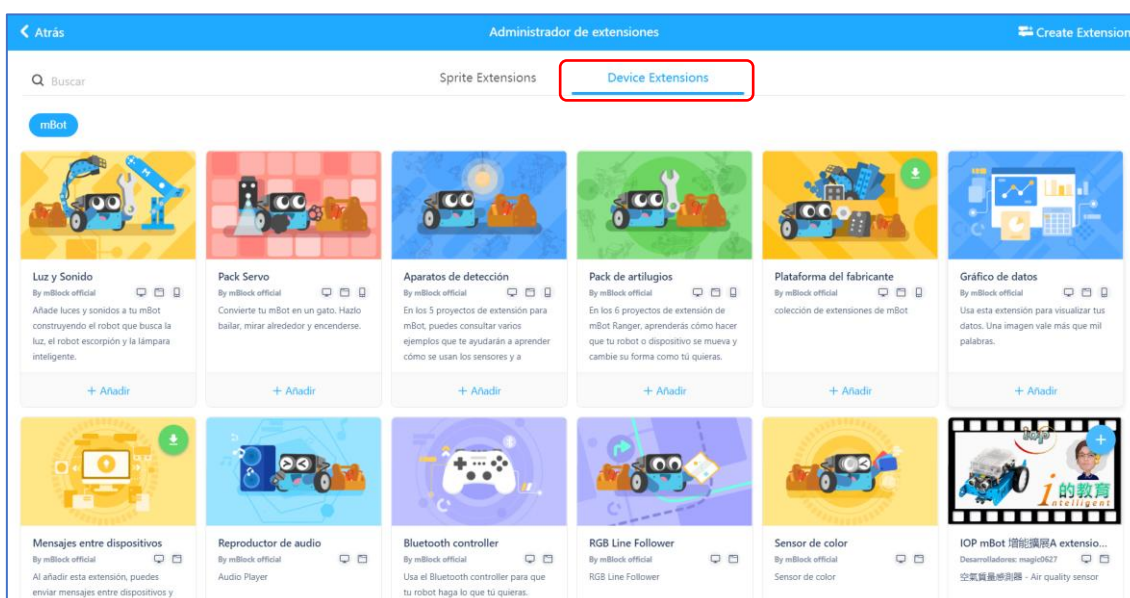 Atrás
Administrador de extensiones
Create Extension
Buscar
Sprite Extensions
Device Extensions
mBot
Luz y Sonido
By mBlock official
Añade luces y sonidos a tu mBot
construyendo el robot que busca la
luz, el robot escorpión y la lámpara
inteligente.
+ Añadir
Pack Servo
By mBlock official
Convierte tu mBot en un gato. Hazlo
bailar, mirar alrededor y encenderse.
+ Añadir
Aparatos de detección
By mBlock official
En los 5 proyectos de extensión para
mBot, puedes consultar varios
ejemplos que te ayudarán a aprender
cómo se usan los sensores y a
+ Añadir
Pack de artilugios
By mBlock official
En los 6 proyectos de extensión de
mBot Ranger, aprenderás cómo hacer
que tu robot o dispositivo se mueva y
cambie su forma como tú quieras.
+ Añadir
Plataforma del fabricante
By mBlock official
colección de extensiones de mBot
+ Añadir
Gráfico de datos
By mBlock official
Usa esta extensión para visualizar tus
datos. Una imagen vale más que mil
palabras.
+ Añadir
Mensajes entre dispositivos
By mBlock official
Al añadir esta extensión, puedes
enviar mensajes entre dispositivos y
Reproductor de audio
By mBlock official
Audio Player
Bluetooth controller
By mBlock official
Usa el Bluetooth controller para que
tu robot haga lo que tú quieras.
RGB Line Follower
By mBlock official
RGB Line Follower
Sensor de color
By mBlock official
Sensor de color
iop
i的教育
intelligent
IOP mBot 增能擴展A extensio...
Desarrolladores: magic0627
空氣質量感測器 - Air quality sensor